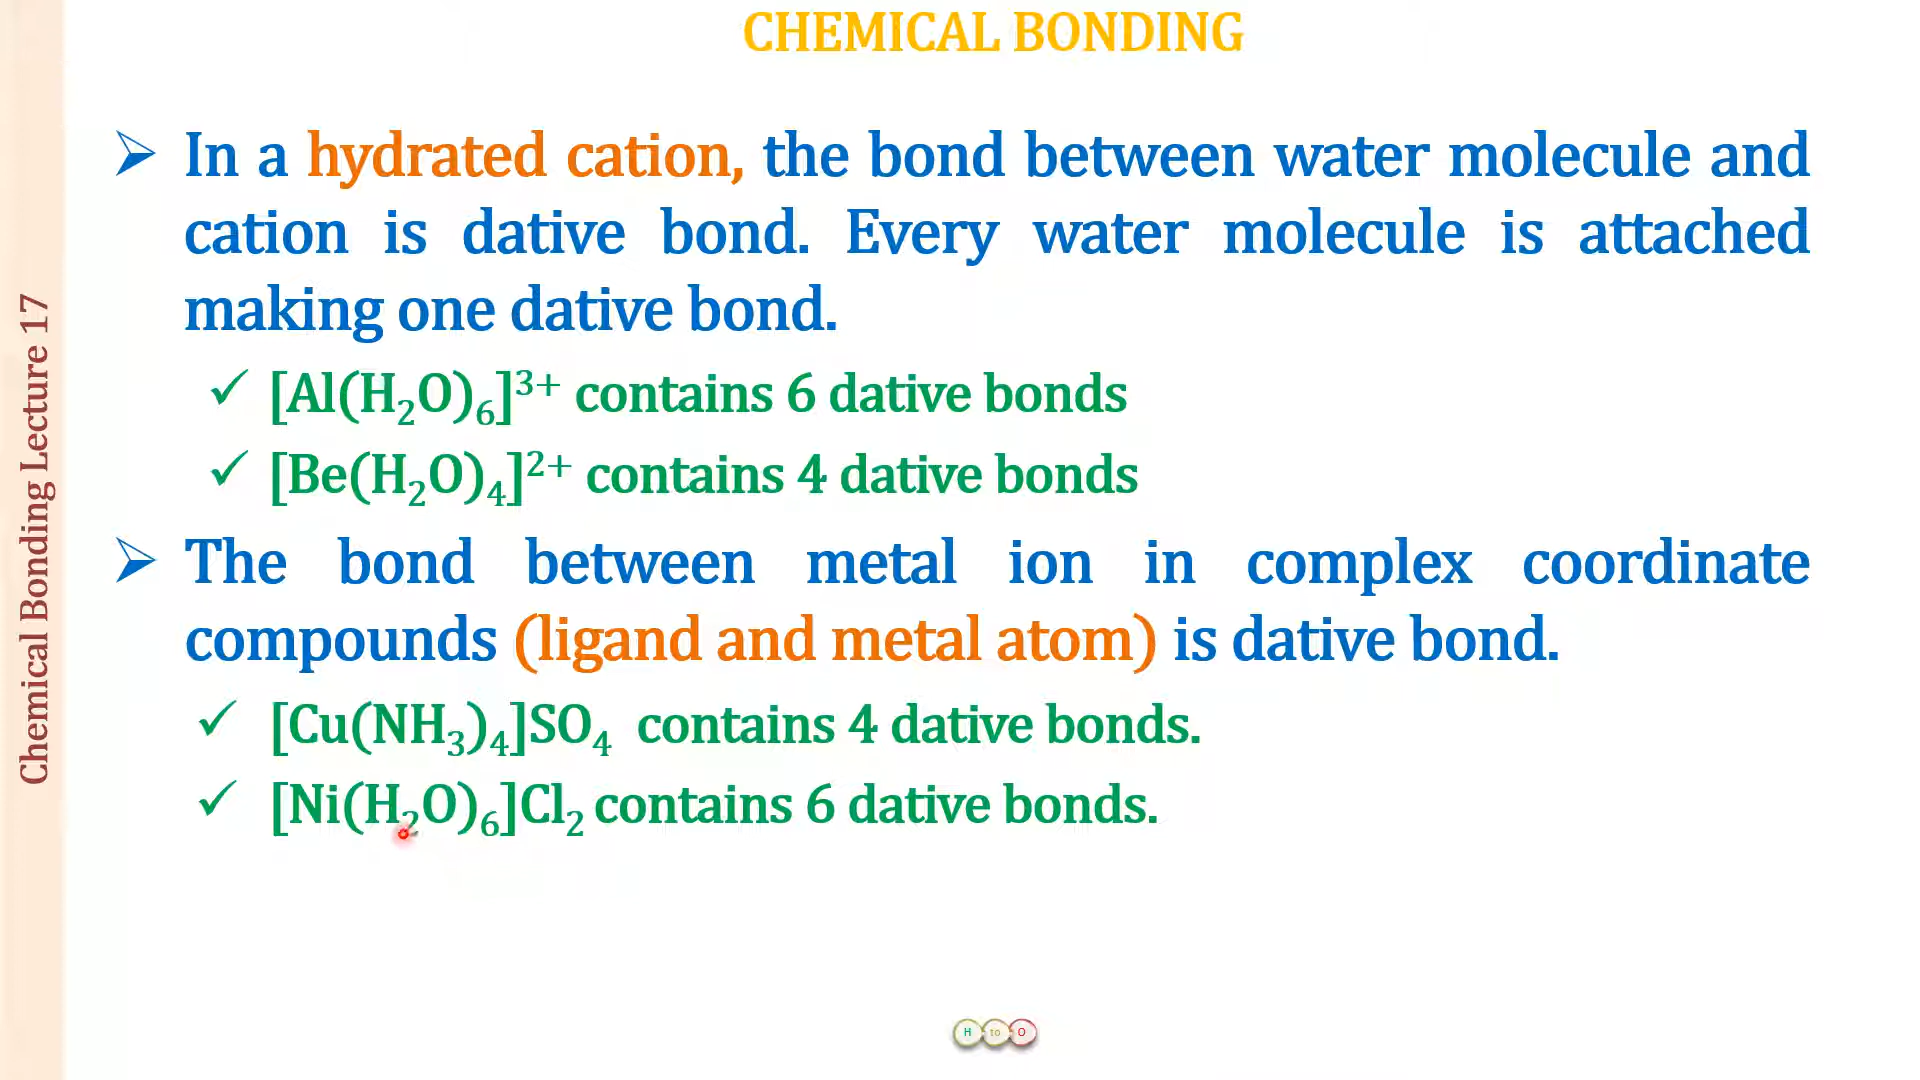 CHEMICAL BONDING
➢ In a hydrated cation, the bond between water molecule and
cation is dative bond. Every water molecule is attached
making one dative bond.
✓ [Al(H₂O)₆]³⁺ contains 6 dative bonds
✓ [Be(H₂O)₄]²⁺ contains 4 dative bonds
➢ The bond between metal ion in complex coordinate
compounds (ligand and metal atom) is dative bond.
✓ [Cu(NH₃)₄]SO₄ contains 4 dative bonds.
✓ [Ni(H₂O)₆]Cl₂ contains 6 dative bonds.
Chemical Bonding Lecture 17
H to O